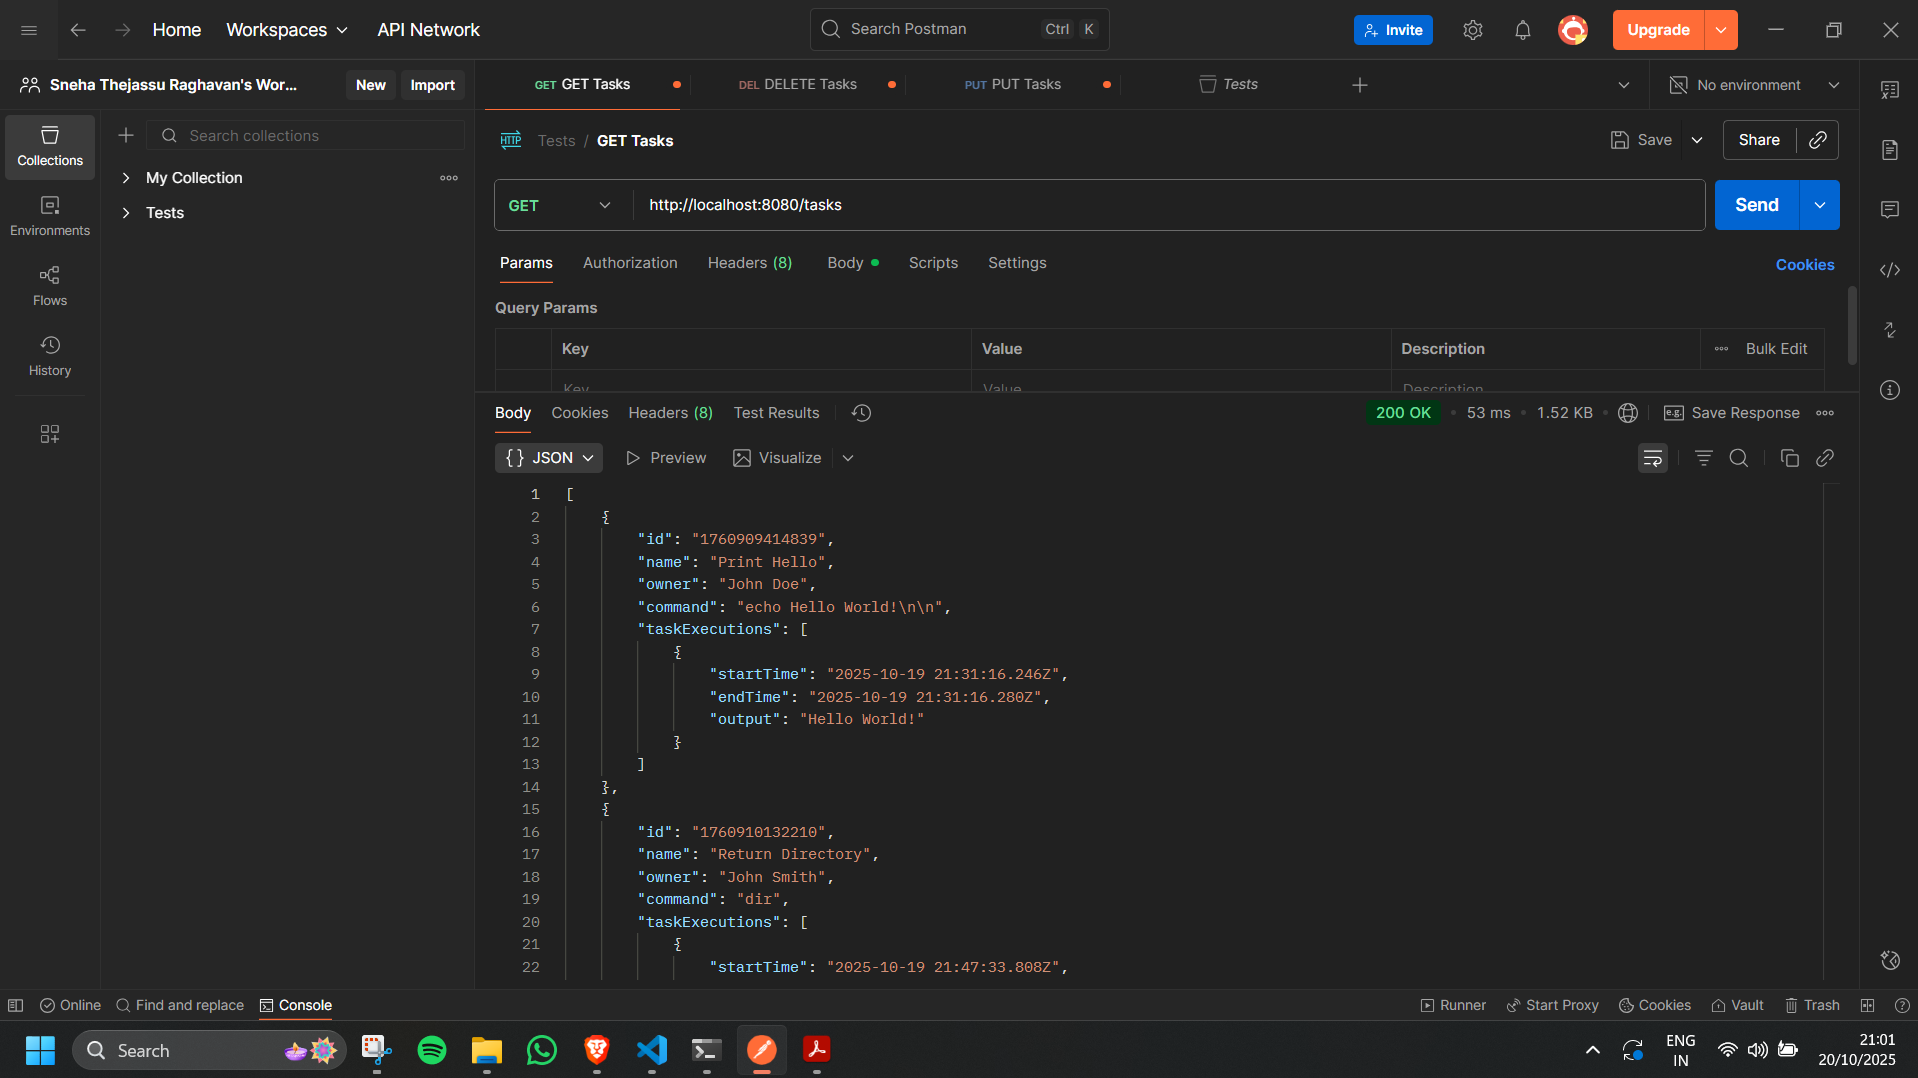 Home
Workspaces
API Network
Search Postman
Ctrl K
Invite
Upgrade
Sneha Thejassu Raghavan's Wor...
New
Import
GET GET Tasks
DEL DELETE Tasks
PUT PUT Tasks
Tests
No environment
Collections
Environments
Flows
History
Search collections
My Collection
Tests
HTTP
Tests / GET Tasks
Save
Share
GET
http://localhost:8080/tasks
Send
Params
Authorization
Headers (8)
Body
Scripts
Settings
Cookies
Query Params
Key
Value
Description
Bulk Edit
Key
Value
Description
Body
Cookies
Headers (8)
Test Results
200 OK
53 ms
1.52 KB
e.g. Save Response
{} JSON
Preview
Visualize
1 [
2 {
3 "id": "1760909414839",
4 "name": "Print Hello",
5 "owner": "John Doe",
6 "command": "echo Hello World!\n\n",
7 "taskExecutions": [
8 {
9 "startTime": "2025-10-19 21:31:16.246Z",
10 "endTime": "2025-10-19 21:31:16.280Z",
11 "output": "Hello World!"
12 }
13 ]
14 },
15 {
16 "id": "1760910132210",
17 "name": "Return Directory",
18 "owner": "John Smith",
19 "command": "dir",
20 "taskExecutions": [
21 {
22 "startTime": "2025-10-19 21:47:33.808Z",
Online
Find and replace
Console
Runner
Start Proxy
Cookies
Vault
Trash
Search
ENG
IN
21:01
20/10/2025